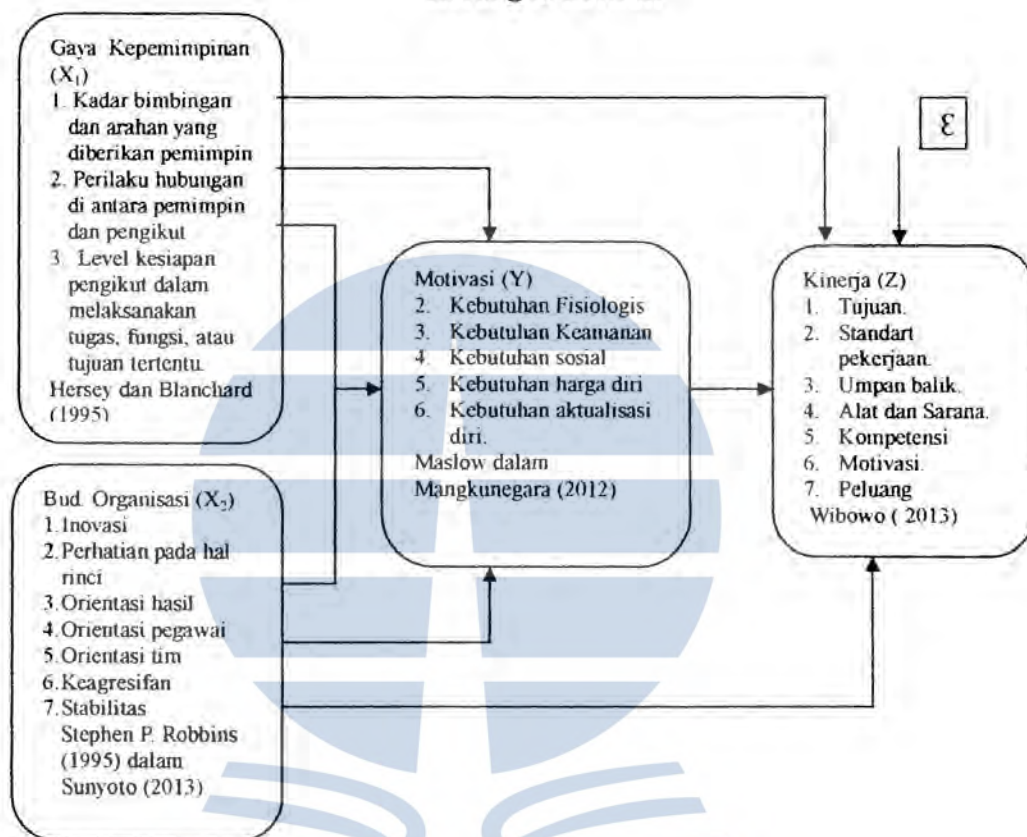 Gaya Kepemimpinan
(X₁)
1. Kadar bimbingan
dan arahan yang
diberikan pemimpin
2. Perilaku hubungan
di antara pemimpin
dan pengikut
3. Level kesiapan
pengikut dalam
melaksanakan
tugas, fungsi, atau
tujuan tertentu.
Hersey dan Blanchard
(1995)
Bud. Organisasi (X₂)
1. Inovasi
2. Perhatian pada hal
rinci
3. Orientasi hasil
4. Orientasi pegawai
5. Orientasi tim
6. Keagresifan
7. Stabilitas
Stephen P. Robbins
(1995) dalam
Sunyoto (2013)
Motivasi (Y)
2. Kebutuhan Fisiologis
3. Kebutuhan Keamanan
4. Kebutuhan sosial
5. Kebutuhan harga diri
6. Kebutuhan aktualisasi
diri.
Maslow dalam
Mangkunegara (2012)
ε
Kinerja (Z)
1. Tujuan.
2. Standart
pekerjaan.
3. Umpan balik.
4. Alat dan Sarana.
5. Kompetensi
6. Motivasi.
7. Peluang
Wibowo ( 2013)